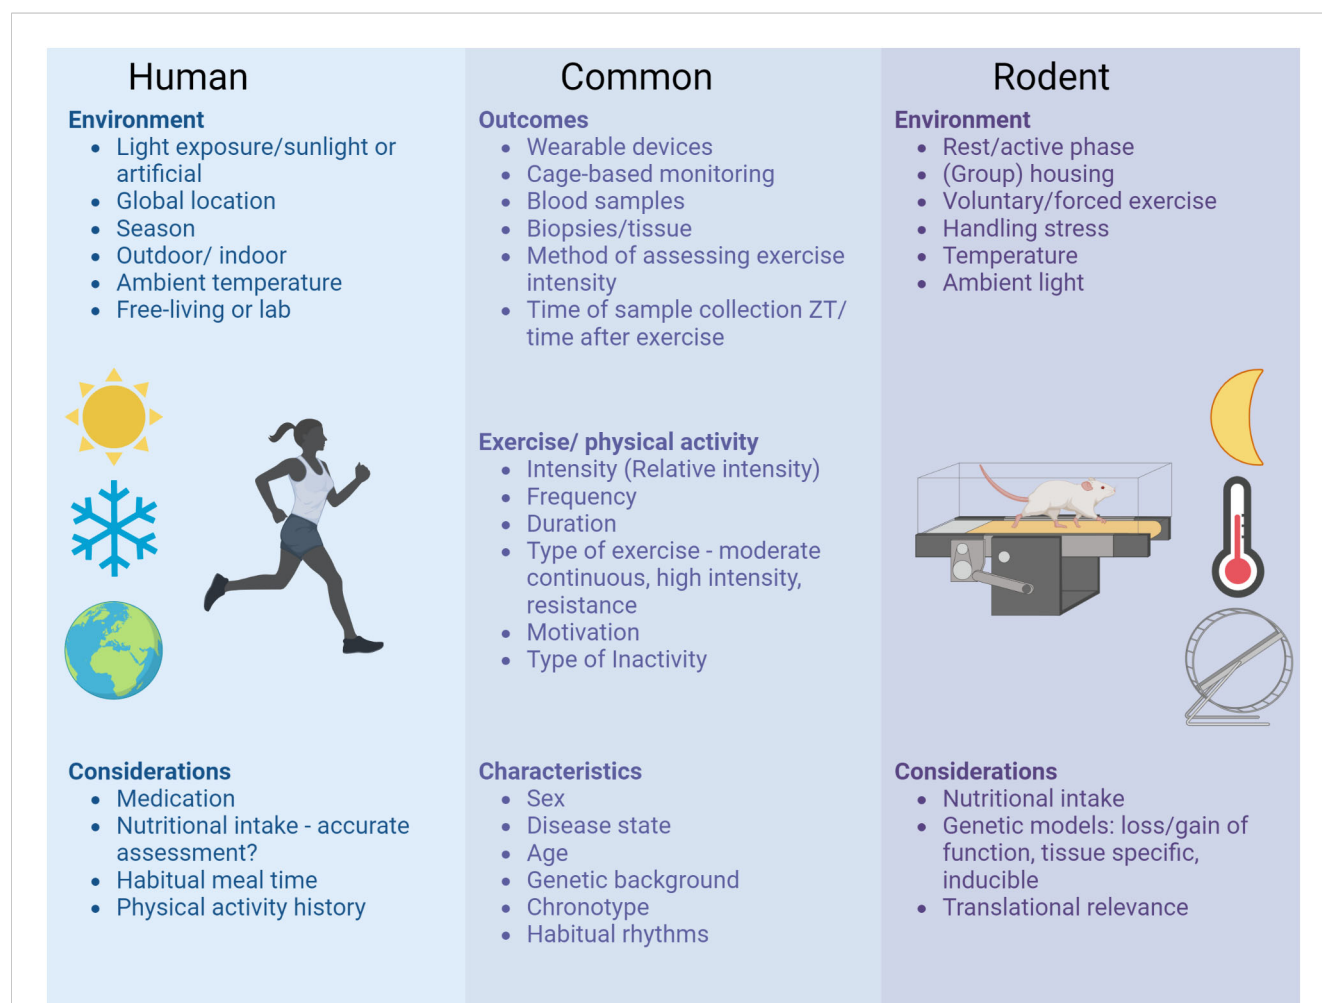 Human
Environment
• Light exposure/sunlight or
artificial
• Global location
• Season
• Outdoor/ indoor
• Ambient temperature
• Free-living or lab
Considerations
• Medication
• Nutritional intake - accurate
assessment?
• Habitual meal time
• Physical activity history
Common
Outcomes
• Wearable devices
• Cage-based monitoring
• Blood samples
• Biopsies/tissue
• Method of assessing exercise
intensity
• Time of sample collection ZT/
time after exercise
Exercise/ physical activity
• Intensity (Relative intensity)
• Frequency
• Duration
• Type of exercise - moderate
continuous, high intensity,
resistance
• Motivation
• Type of Inactivity
Characteristics
• Sex
• Disease state
• Age
• Genetic background
• Chronotype
• Habitual rhythms
Rodent
Environment
• Rest/active phase
• (Group) housing
• Voluntary/forced exercise
• Handling stress
• Temperature
• Ambient light
Considerations
• Nutritional intake
• Genetic models: loss/gain of
function, tissue specific,
inducible
• Translational relevance